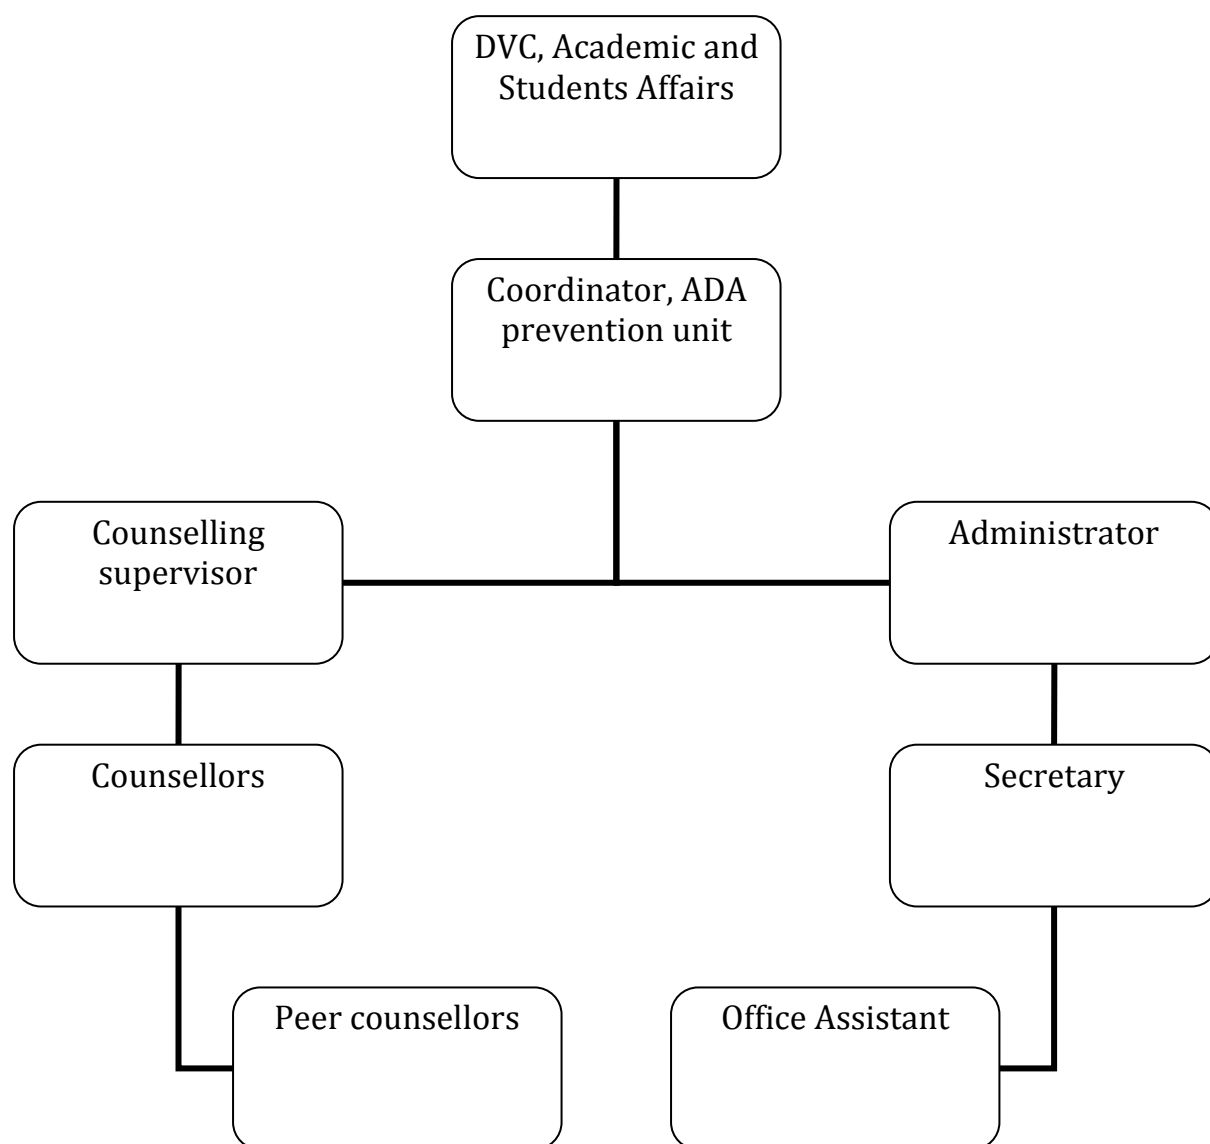 DVC, Academic and
Students Affairs
Coordinator, ADA
prevention unit
Counselling
supervisor
Administrator
Counsellors
Secretary
Peer counsellors
Office Assistant